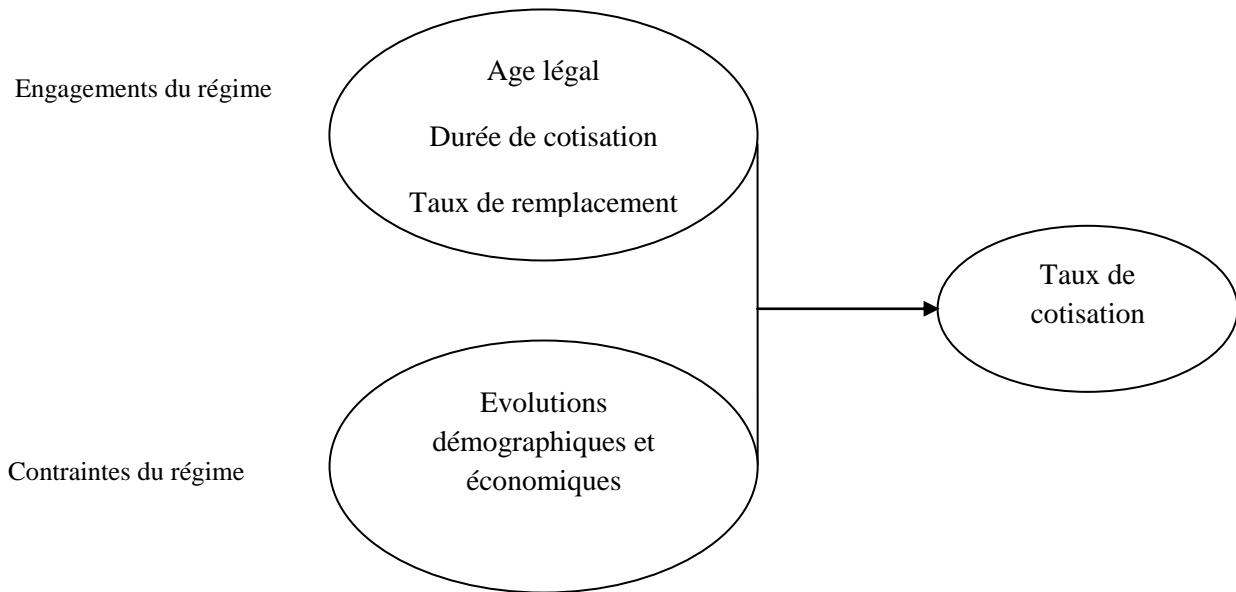 Engagements du régime
Age légal
Durée de cotisation
Taux de remplacement
Taux de
cotisation
Contraintes du régime
Evolutions
démographiques et
économiques